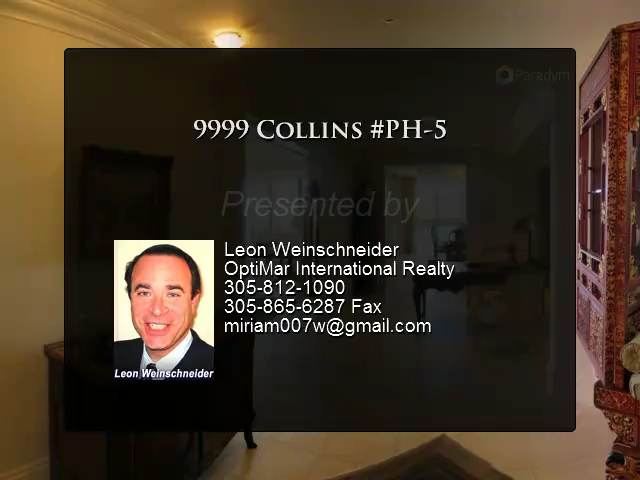 Paradym
9999 Collins #PH-5
Presented by
Leon Weinschneider
OptiMar International Realty
305-812-1090
305-865-6287 Fax
miriam007w@gmail.com
Leon Weinschneider